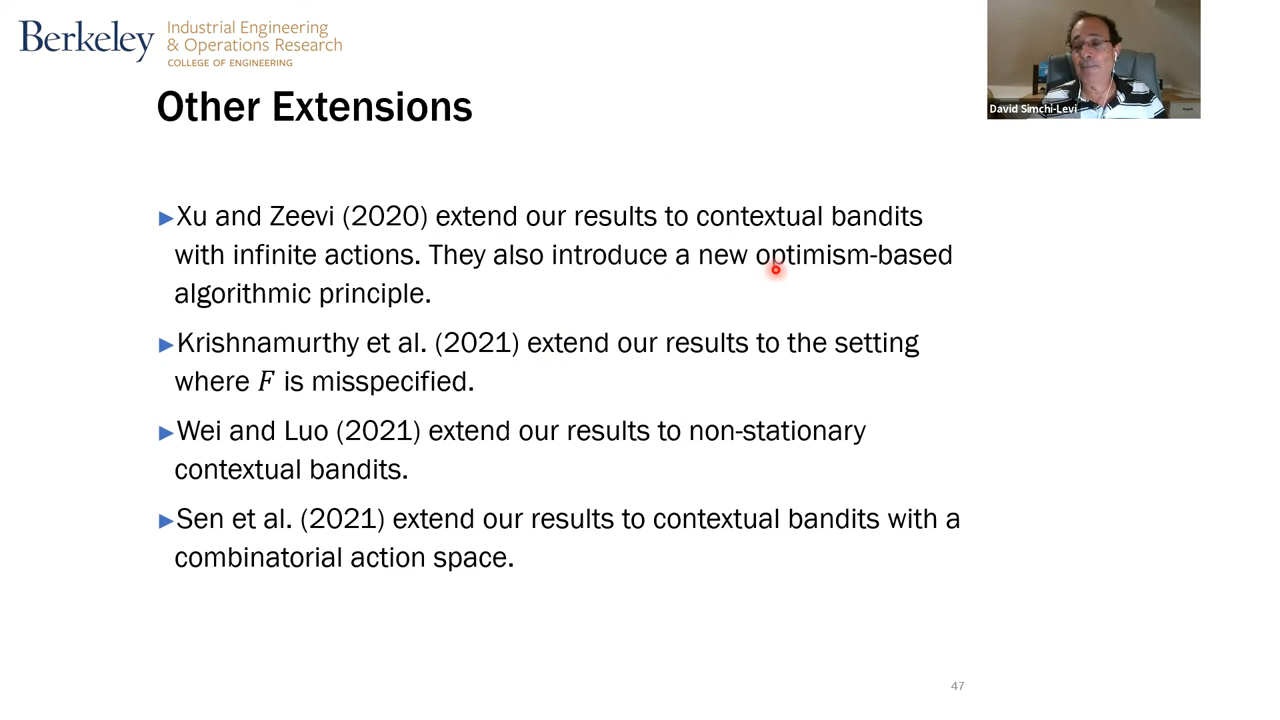 Berkeley
Industrial Engineering
& Operations Research
COLLEGE OF ENGINEERING
David Simchi-Levi
Other Extensions
►Xu and Zeevi (2020) extend our results to contextual bandits
with infinite actions. They also introduce a new optimism-based
algorithmic principle.
►Krishnamurthy et al. (2021) extend our results to the setting
where F is misspecified.
►Wei and Luo (2021) extend our results to non-stationary
contextual bandits.
►Sen et al. (2021) extend our results to contextual bandits with a
combinatorial action space.
47